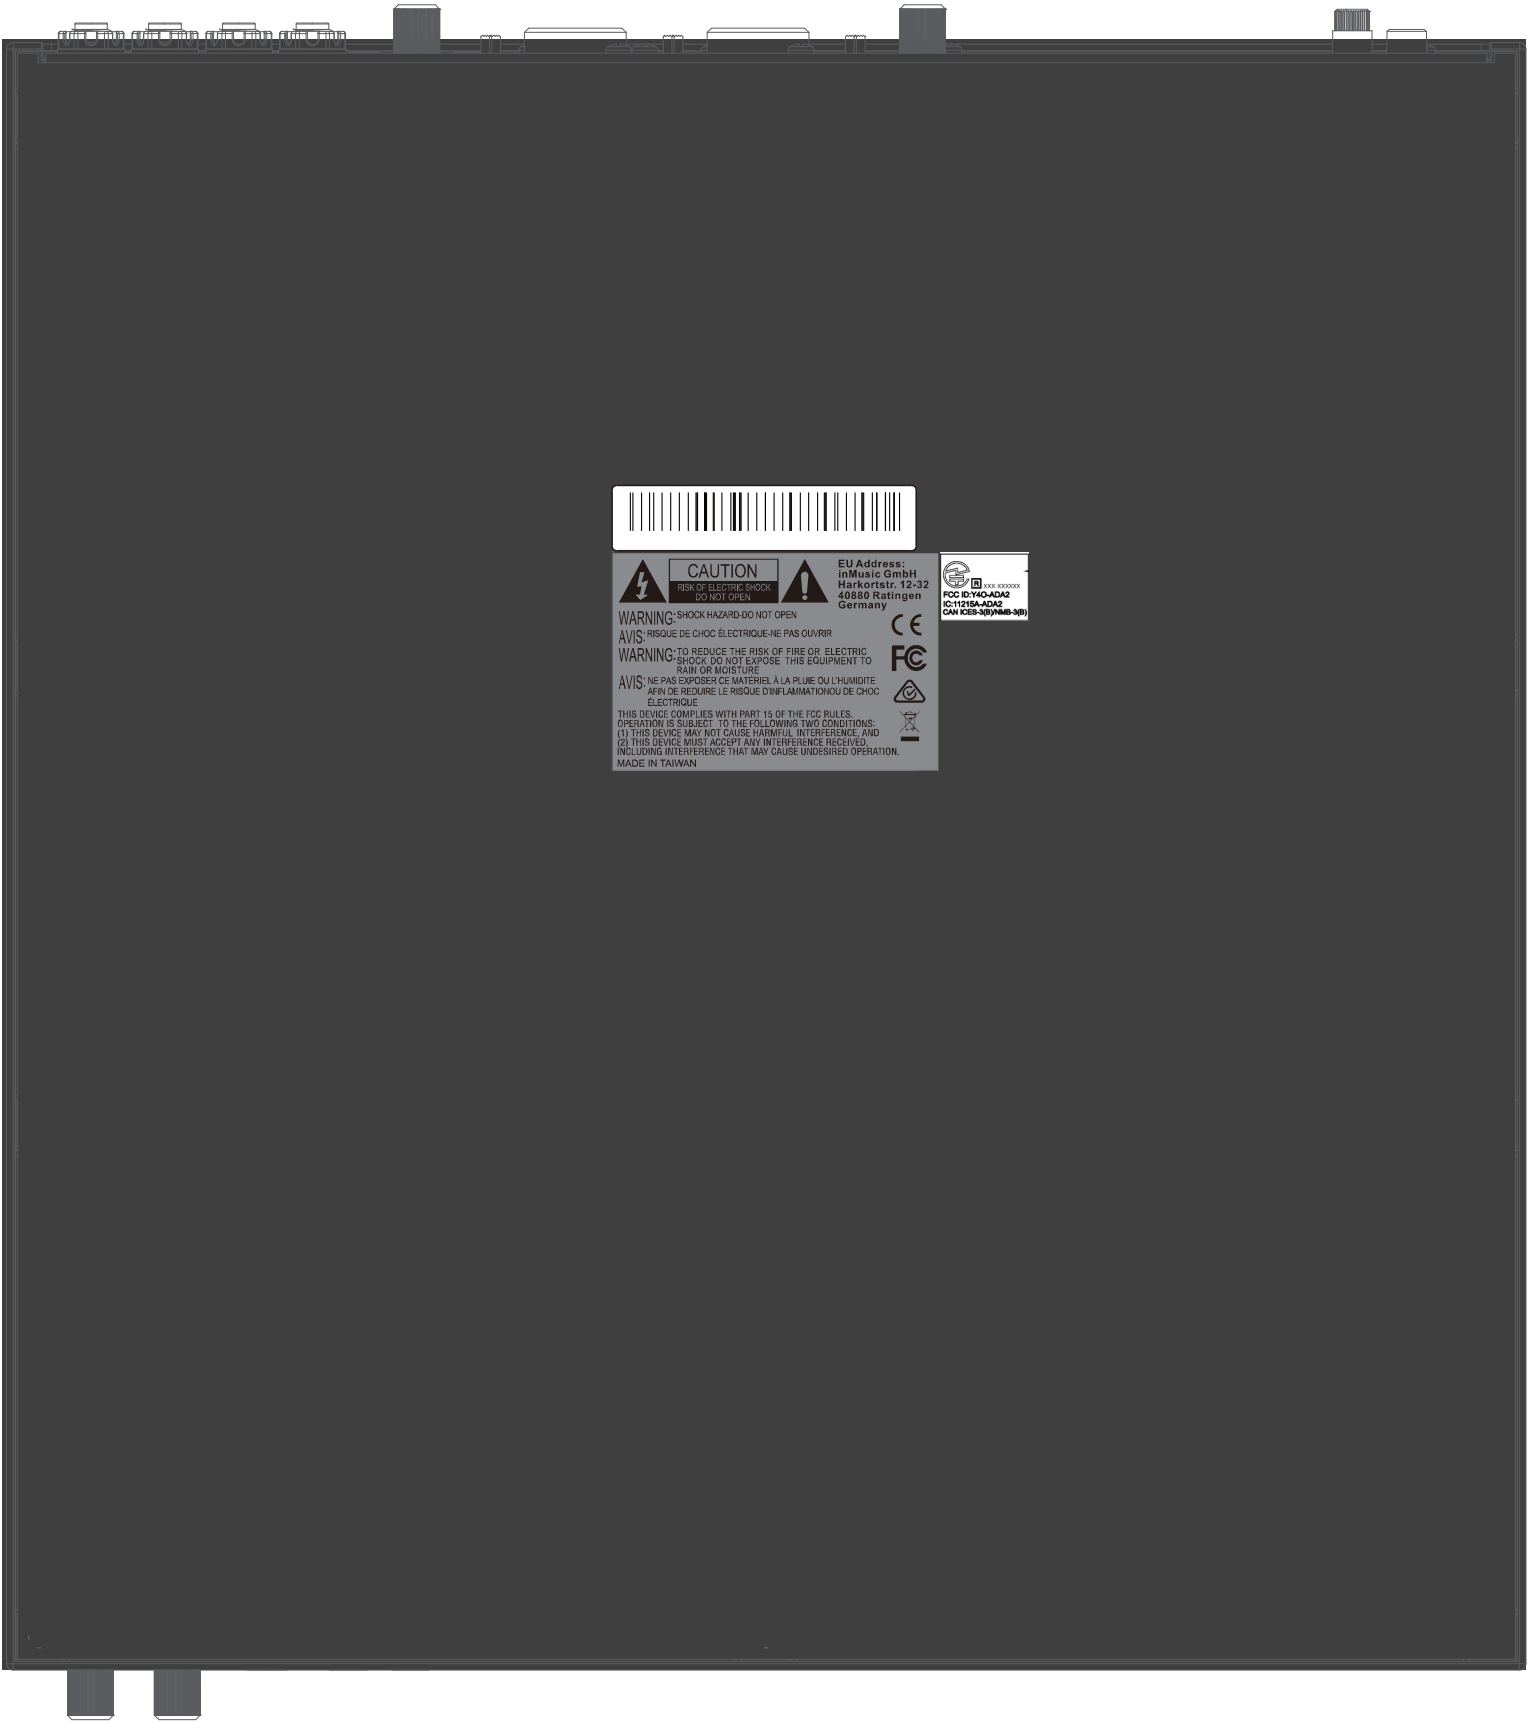 CAUTION
RISK OF ELECTRIC SHOCK
DO NOT OPEN
EU Address:
inMusic GmbH
Harkortstr. 12-32
40880 Ratingen
Germany
WARNING: SHOCK HAZARD-DO NOT OPEN
AVIS: RISQUE DE CHOC ÉLECTRIQUE-NE PAS OUVRIR
WARNING: TO REDUCE THE RISK OF FIRE OR ELECTRIC
SHOCK DO NOT EXPOSE THIS EQUIPMENT TO
RAIN OR MOISTURE
AVIS: NE PAS EXPOSER CE MATÉRIEL À LA PLUIE OU L'HUMIDITE
AFIN DE REDUIRE LE RISQUE D'INFLAMMATIONOU DE CHOC
ÉLECTRIQUE
THIS DEVICE COMPLIES WITH PART 15 OF THE FCC RULES.
OPERATION IS SUBJECT TO THE FOLLOWING TWO CONDITIONS:
(1) THIS DEVICE MAY NOT CAUSE HARMFUL INTERFERENCE, AND
(2) THIS DEVICE MUST ACCEPT ANY INTERFERENCE RECEIVED,
INCLUDING INTERFERENCE THAT MAY CAUSE UNDESIRED OPERATION.
MADE IN TAIWAN
CE
FC
R XXX-XXXXXX
FCC ID:Y4O-ADA2
IC:11215A-ADA2
CAN ICES-3(B)/NMB-3(B)